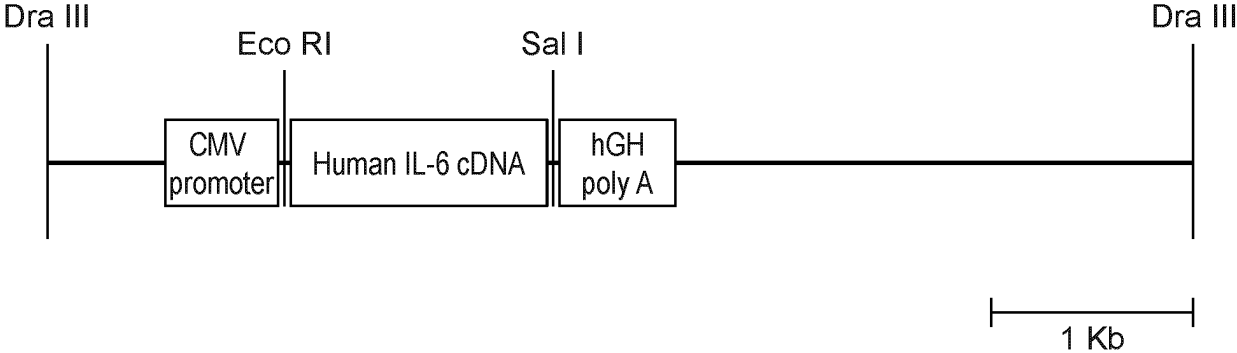 Dra III
Dra III
Eco RI
Sal I
CMV
promoter
Human IL-6 cDNA
hGH
poly A
1 Kb